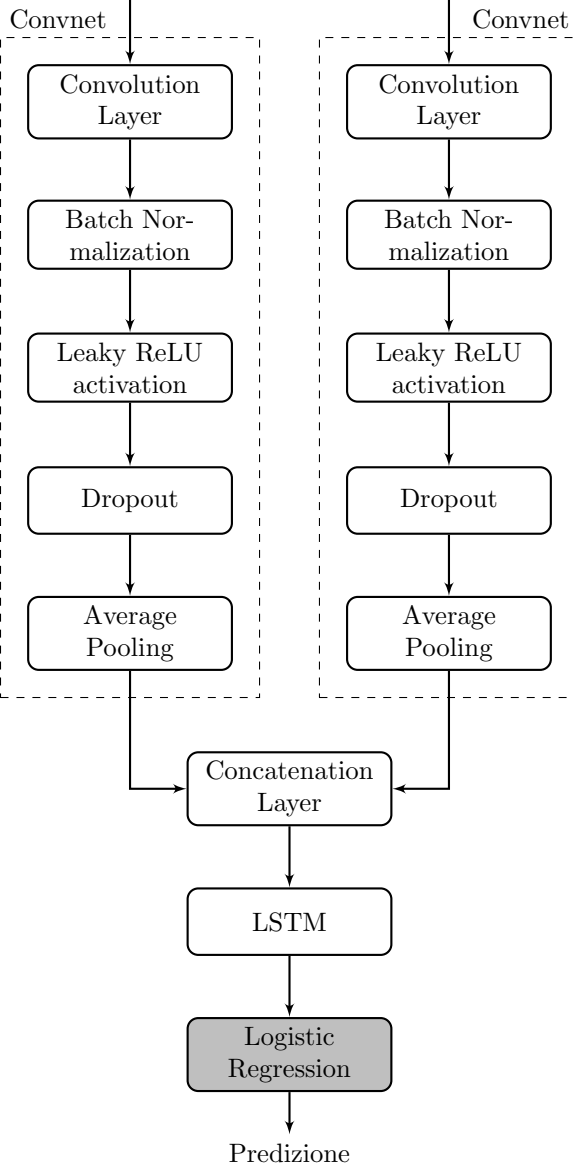 Convnet
Convolution
Layer
Batch Nor-
malization
Leaky ReLU
activation
Dropout
Average
Pooling
Convnet
Convolution
Layer
Batch Nor-
malization
Leaky ReLU
activation
Dropout
Average
Pooling
Concatenation
Layer
LSTM
Logistic
Regression
Predizione